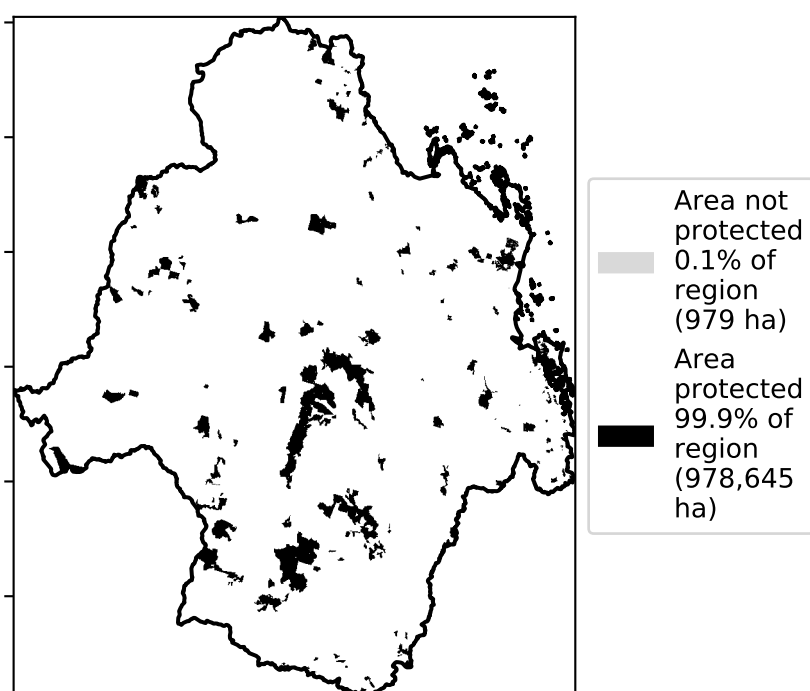 Area not
protected
0.1% of
region
(979 ha)
Area
protected
99.9% of
region
(978,645
ha)